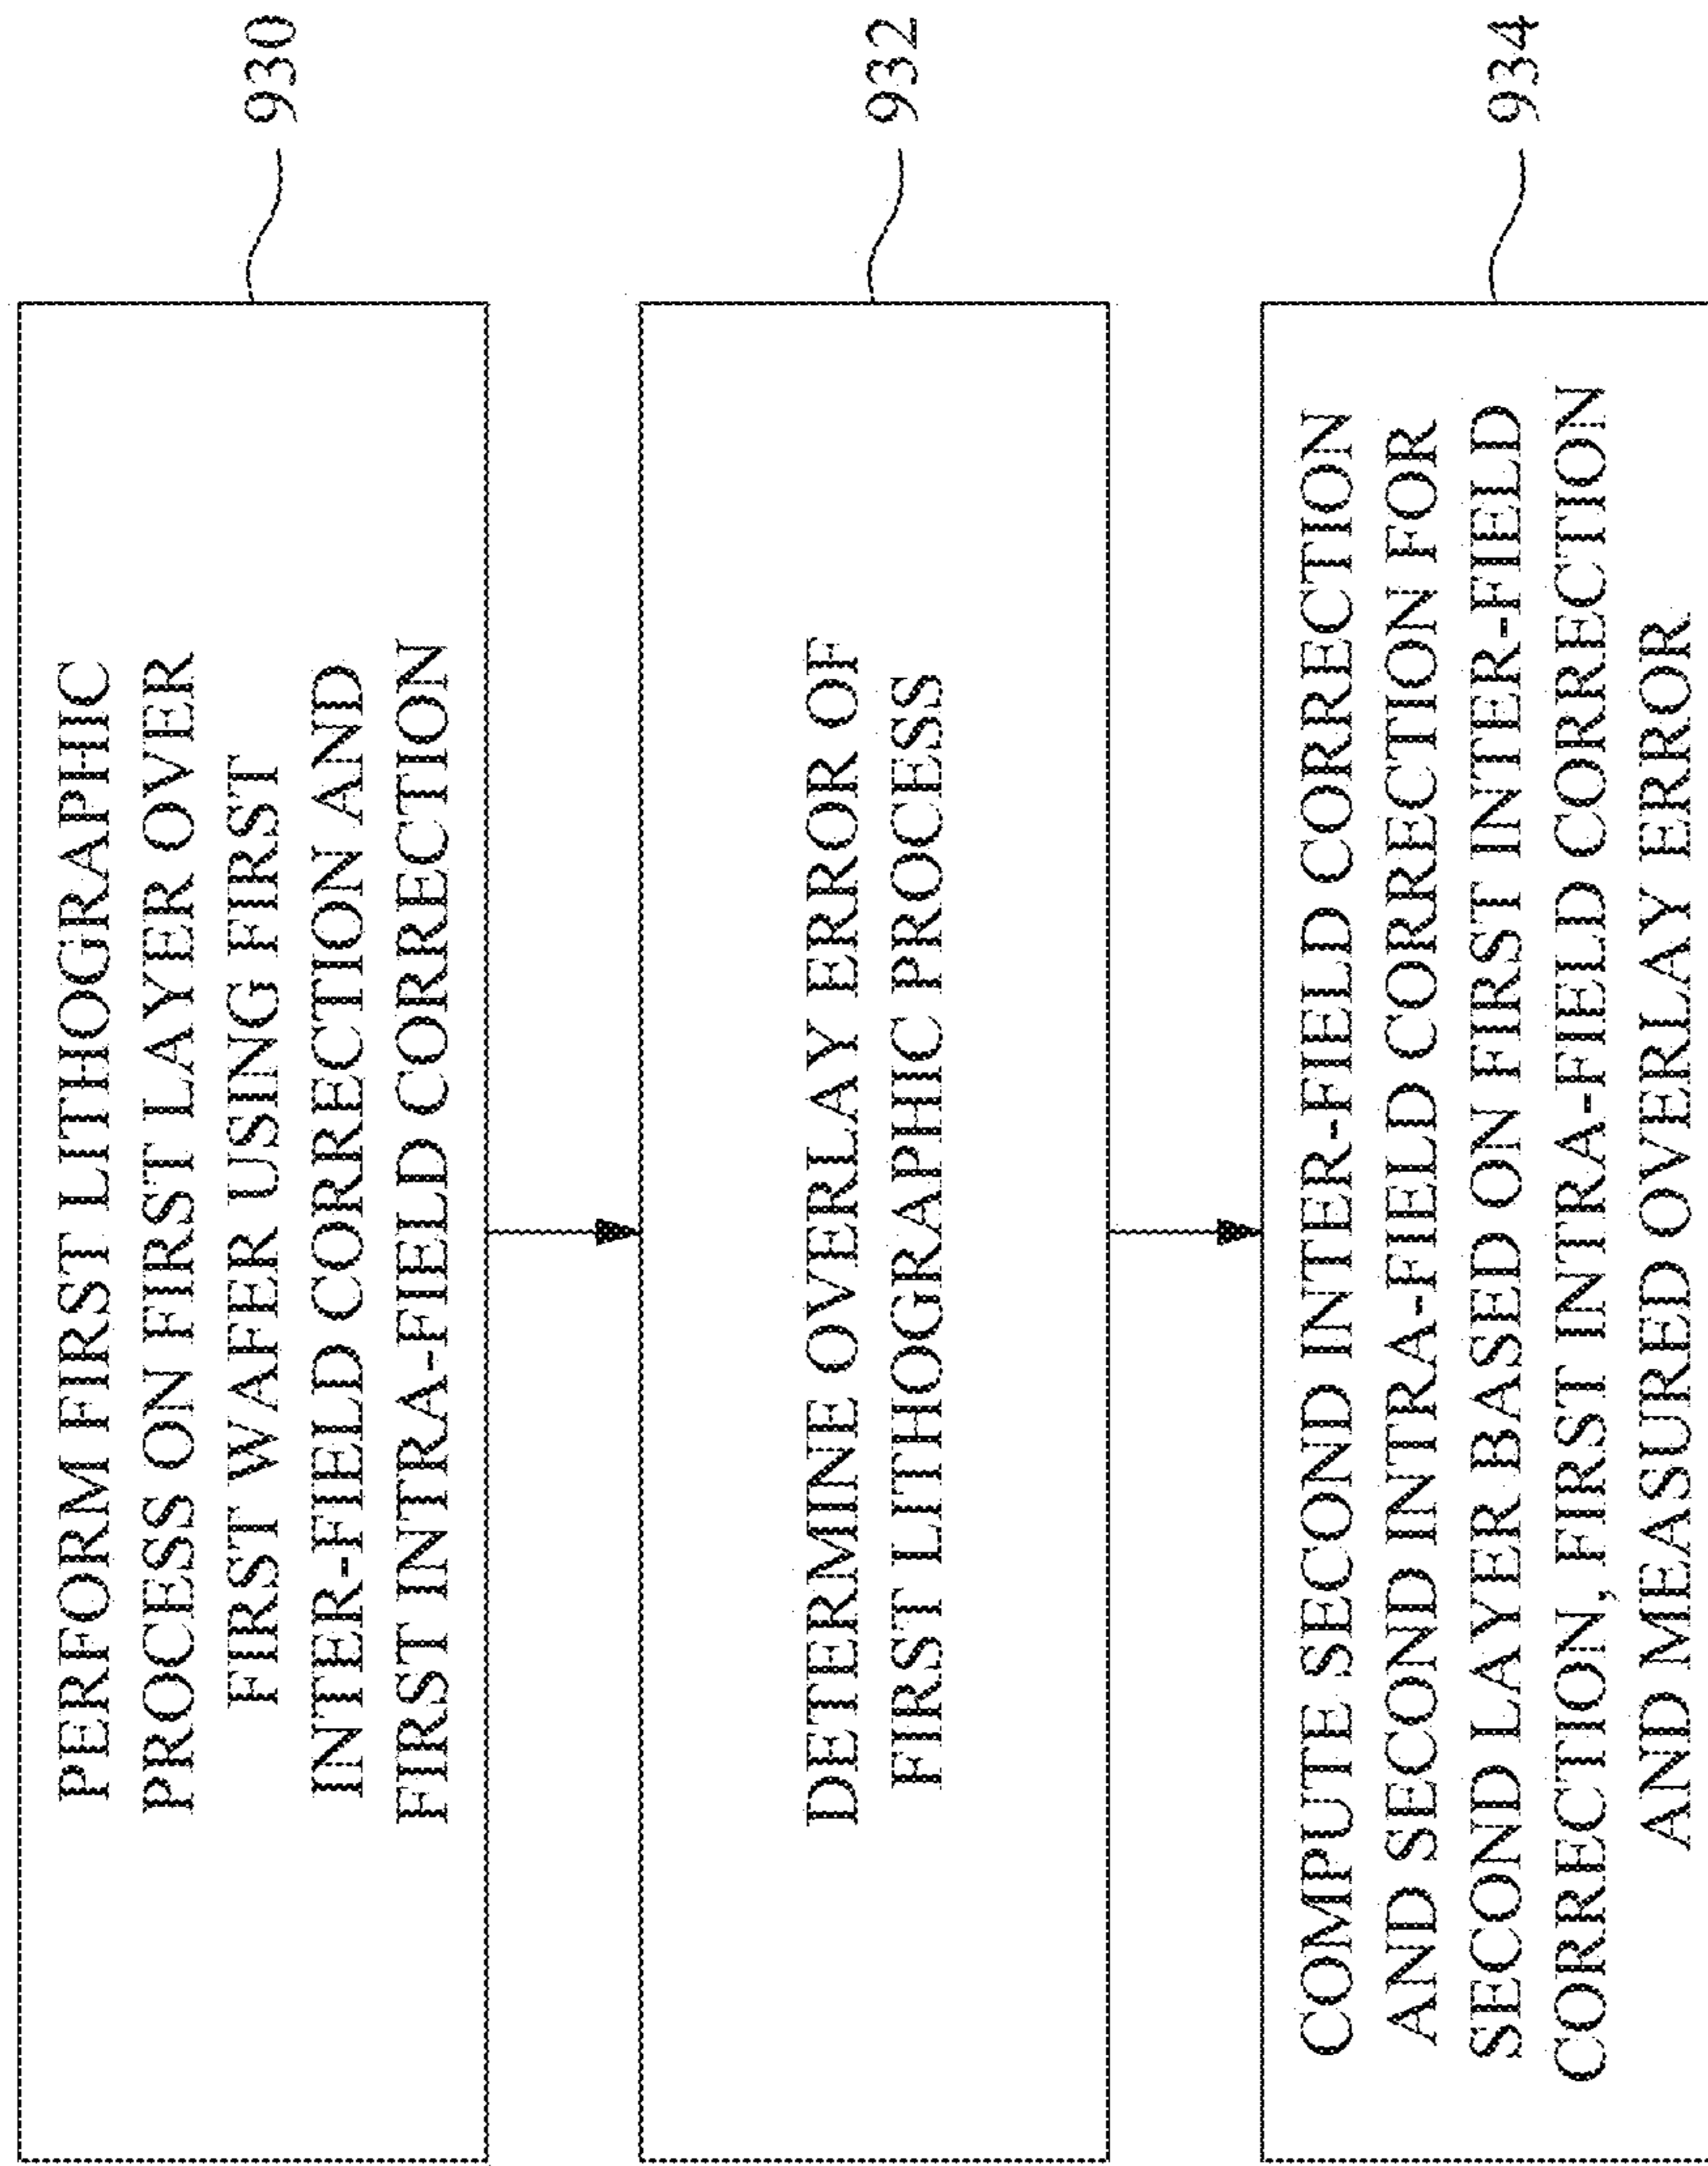 PERFORM FIRST LITHOGRAPHIC
PROCESS ON FIRST LAYER OVER
FIRST WAFER USING FIRST
INTER-FIELD CORRECTION AND
FIRST INTRA-FIELD CORRECTION
930
DETERMINE OVERLAY ERROR OF
FIRST LITHOGRAPHIC PROCESS
932
COMPUTE SECOND INTER-FIELD CORRECTION
AND SECOND INTRA-FIELD CORRECTION FOR
SECOND LAYER BASED ON FIRST INTER-FIELD
CORRECTION, FIRST INTRA-FIELD CORRECTION
AND MEASURED OVERLAY ERROR
934